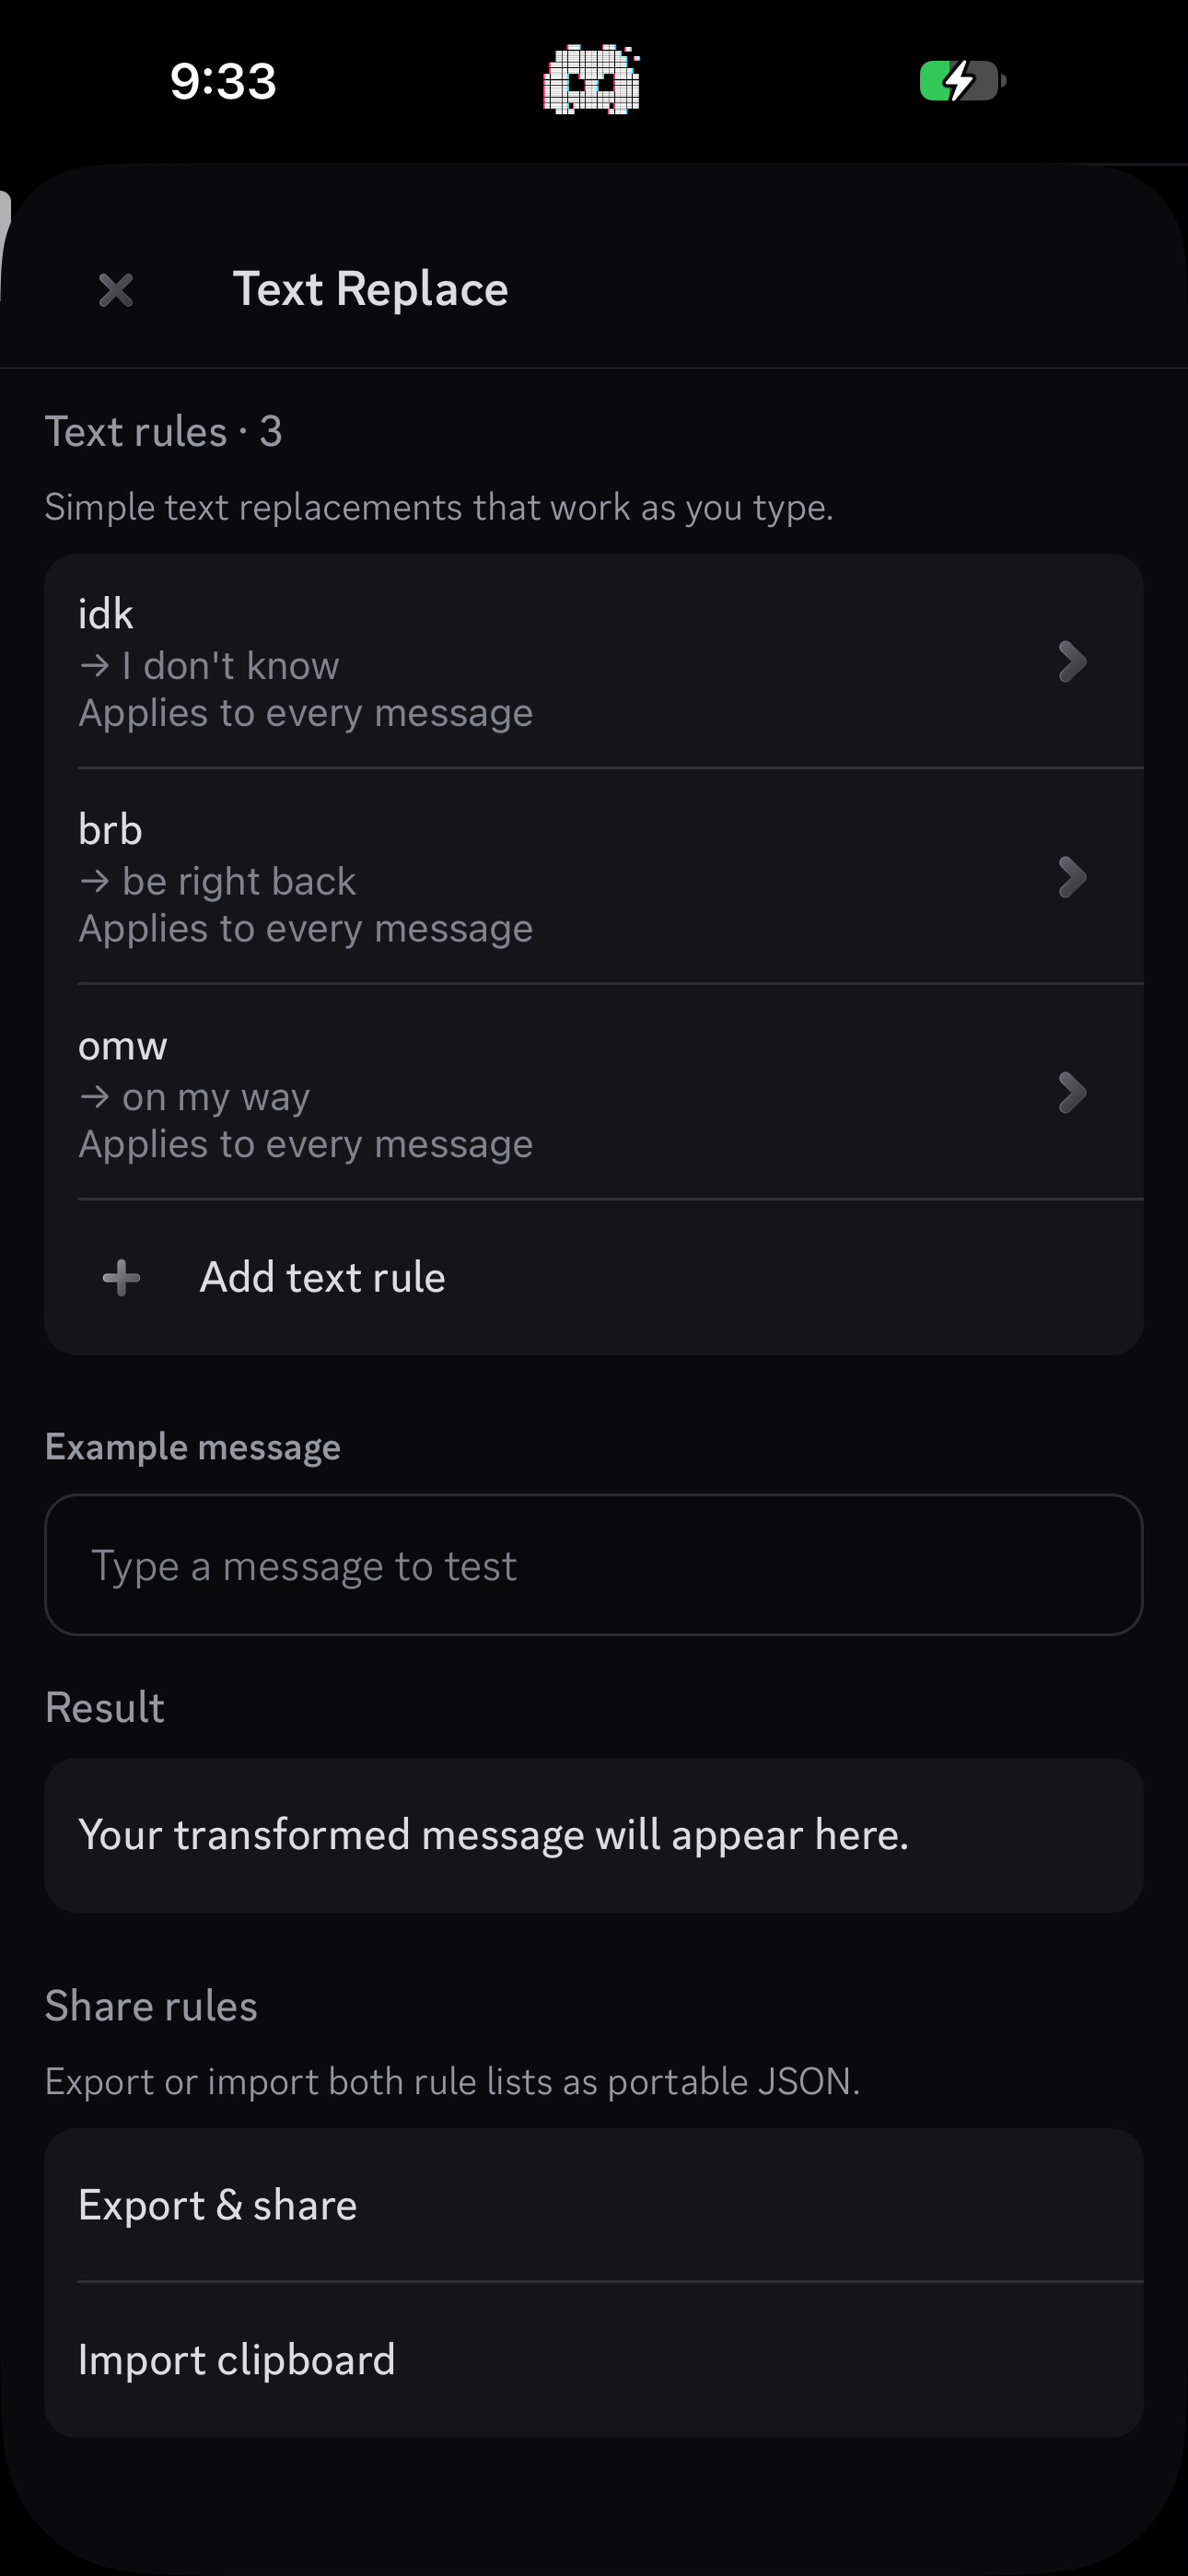 9:33
Text Replace
Text rules · 3
Simple text replacements that work as you type.
idk
→ I don't know
Applies to every message
brb
→ be right back
Applies to every message
omw
→ on my way
Applies to every message
Add text rule
Example message
Type a message to test
Result
Your transformed message will appear here.
Share rules
Export or import both rule lists as portable JSON.
Export & share
Import clipboard